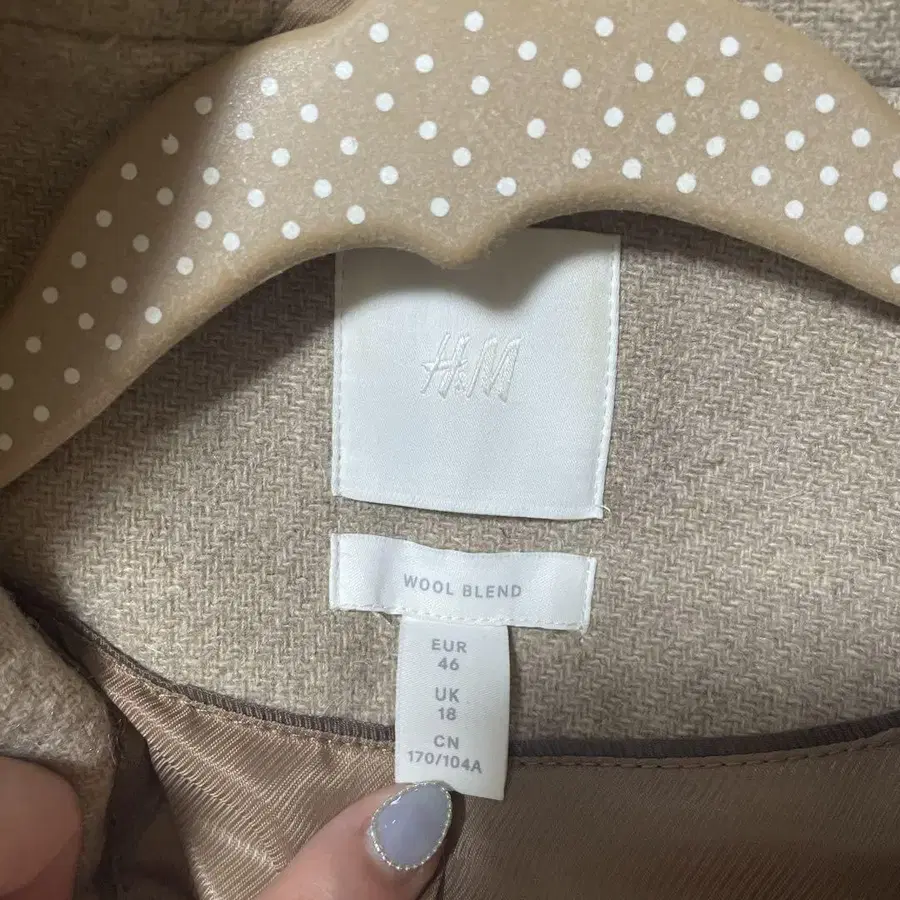 H&M
WOOL BLEND
EUR
46
UK
18
CN
170/104A